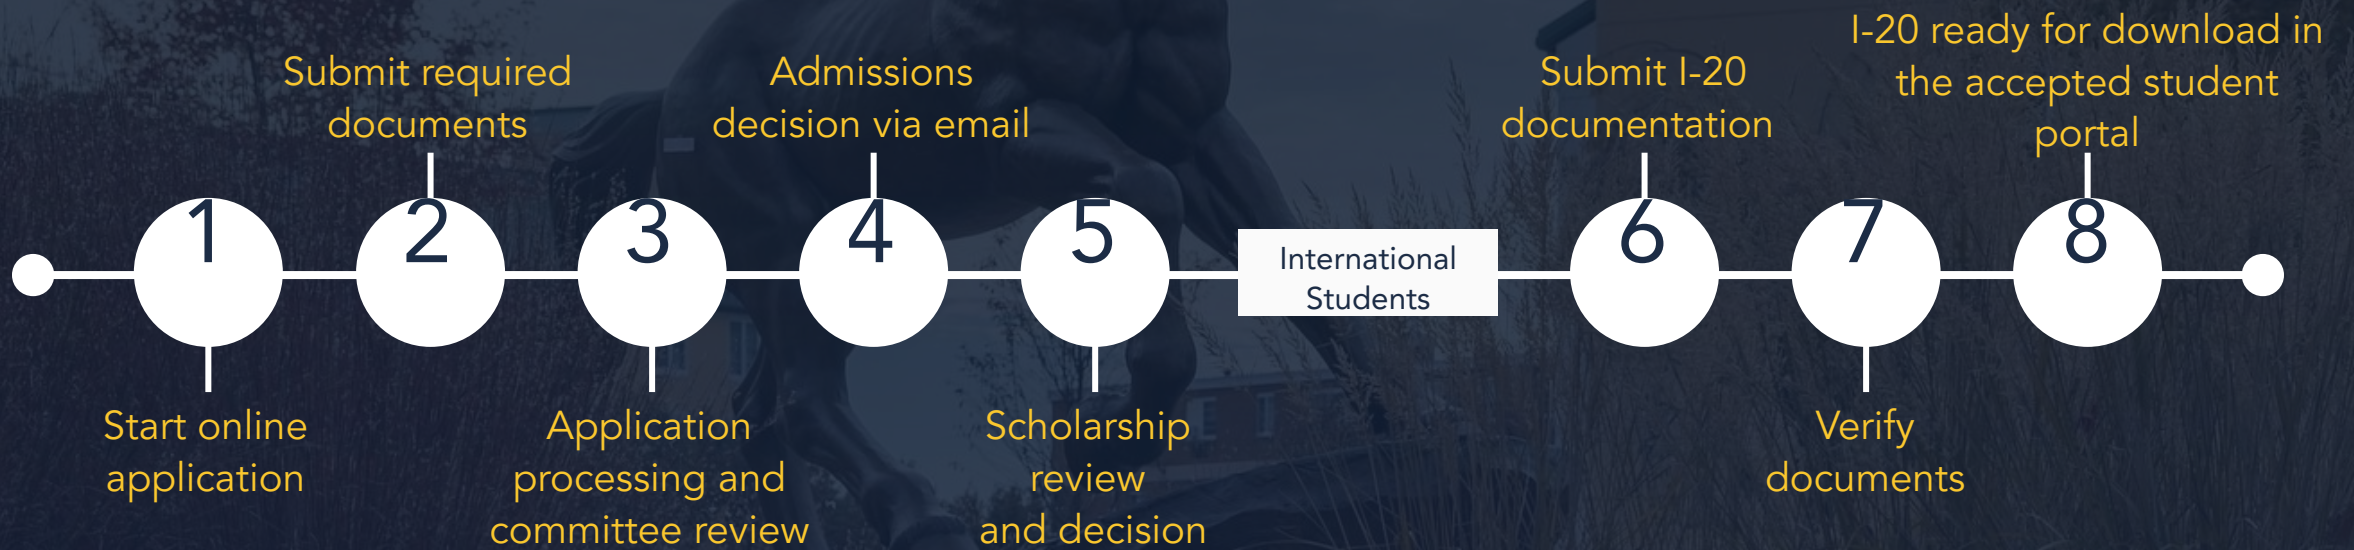 1
Start online
application
2
Submit required
documents
3
Application
processing and
committee review
4
Admissions
decision via email
5
Scholarship
review
and decision
International
Students
6
Submit I-20
documentation
7
Verify
documents
8
I-20 ready for download in
the accepted student
portal